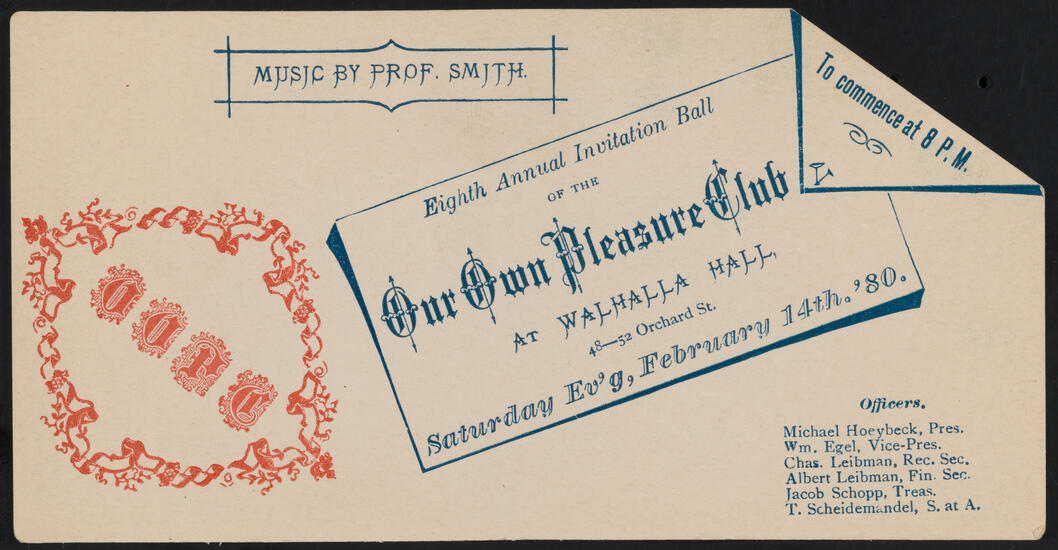 MUSIC BY PROF. SMITH.
To commence at 8 P.M.
Eighth Annual Invitation Ball
OF THE
Our Own Pleasure Club
AT WALHALLA HALL,
48—52 Orchard St.
Saturday Ev'g, February 14th. '80.
O O P C
Officers.
Michael Hoeybeck, Pres.
Wm. Egel, Vice-Pres.
Chas. Leibman, Rec. Sec.
Albert Leibman, Fin. Sec.
Jacob Schopp, Treas.
T. Scheidemandel, S. at A.